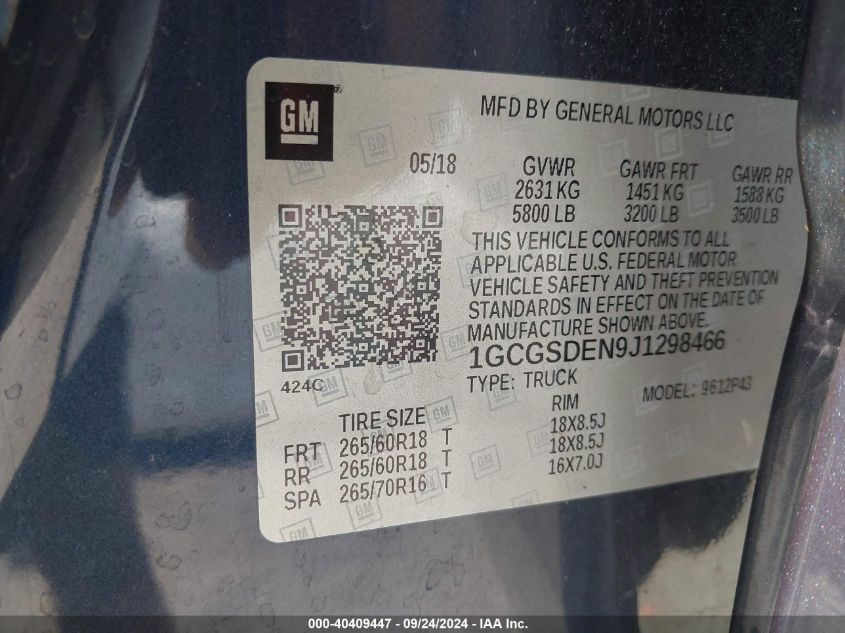 GM
MFD BY GENERAL MOTORS LLC
05/18 GVWR GAWR FRT GAWR RR
2631 KG 1451 KG 1588 KG
5800 LB 3200 LB 3500 LB
THIS VEHICLE CONFORMS TO ALL
APPLICABLE U.S. FEDERAL MOTOR
VEHICLE SAFETY AND THEFT PREVENTION
STANDARDS IN EFFECT ON THE DATE OF
MANUFACTURE SHOWN ABOVE.
1GCGSDEN9J1298466
424C
TYPE: TRUCK MODEL: 9612P43
TIRE SIZE RIM
FRT 265/60R18 T 18X8.5J
RR 265/60R18 T 18X8.5J
SPA 265/70R16 T 16X7.0J
000-40409447 - 09/24/2024 - IAA Inc.